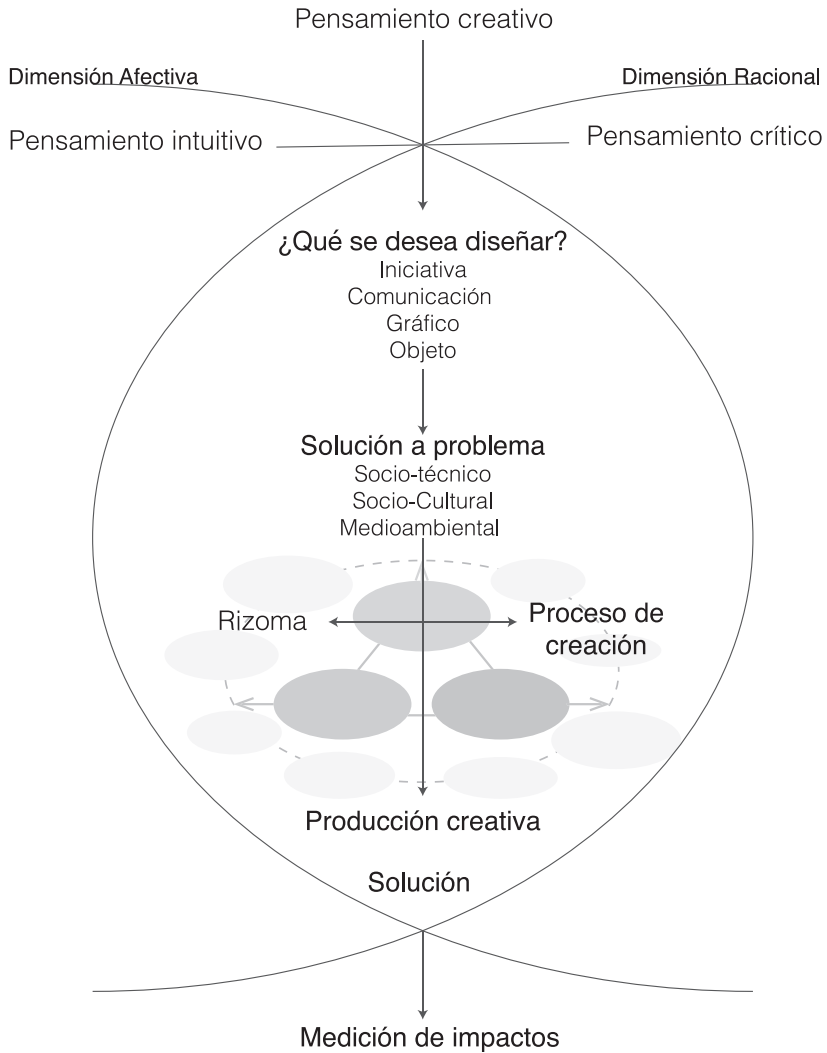 Pensamiento creativo
Dimensión Afectiva
Dimensión Racional
Pensamiento intuitivo
Pensamiento crítico
¿Qué se desea diseñar?
Iniciativa
Comunicación
Gráfico
Objeto
Solución a problema
Socio-técnico
Socio-Cultural
Medioambiental
Rizoma
Proceso de
creación
Producción creativa
Solución
Medición de impactos